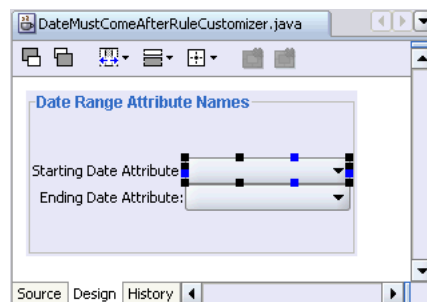 DateMustComeAfterRuleCustomizer.java
Date Range Attribute Names
Starting Date Attribute
Ending Date Attribute:
Source Design History